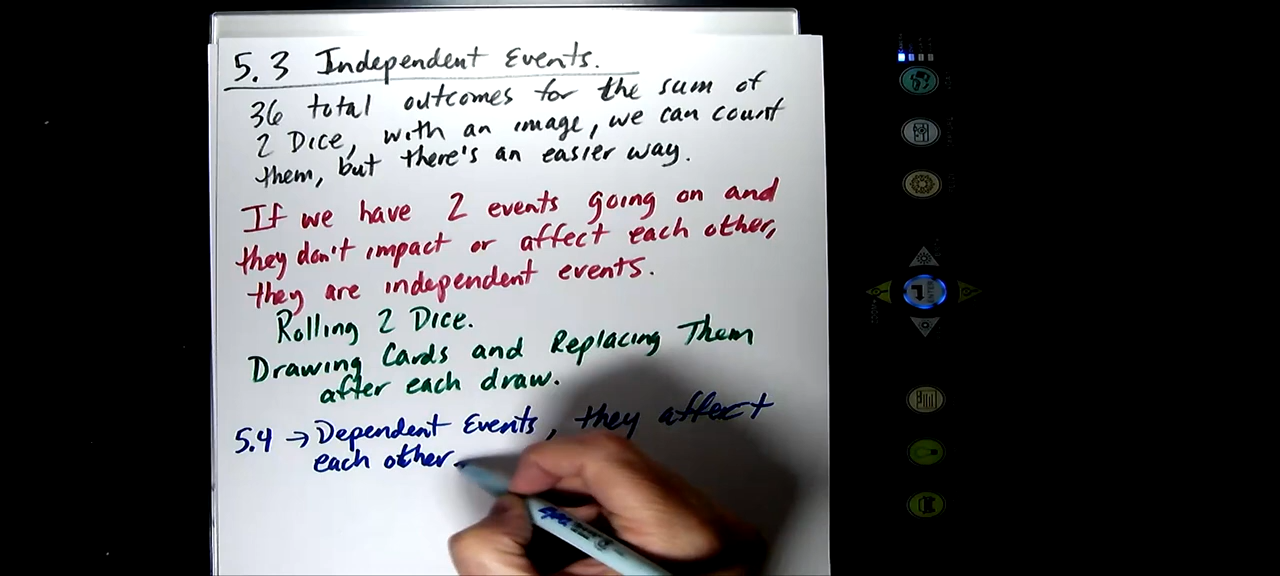 5.3 Independent Events.
36 total outcomes for the sum of
2 Dice, with an image, we can count
them, but there's an easier way.
If we have 2 events going on and
they don't impact or affect each other,
they are independent events.
Rolling 2 Dice.
Drawing Cards and Replacing Them
after each draw.
5.4 → Dependent Events, they affect
each other.